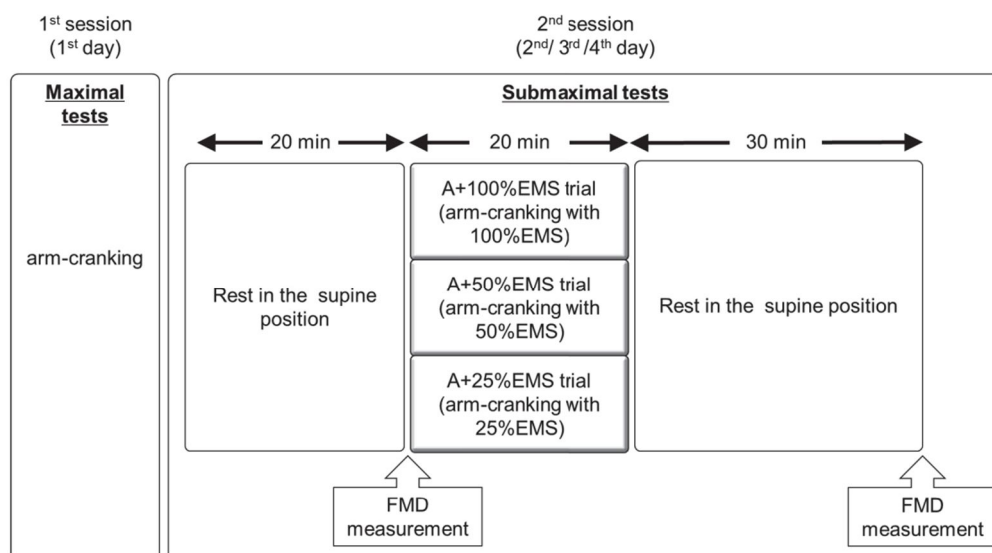 1st session
(1st day)
2nd session
(2nd/ 3rd /4th day)
Maximal
tests
arm-cranking
Submaximal tests
20 min
20 min
30 min
Rest in the supine
position
A+100%EMS trial
(arm-cranking with
100%EMS)
A+50%EMS trial
(arm-cranking with
50%EMS)
A+25%EMS trial
(arm-cranking with
25%EMS)
Rest in the supine position
FMD
measurement
FMD
measurement